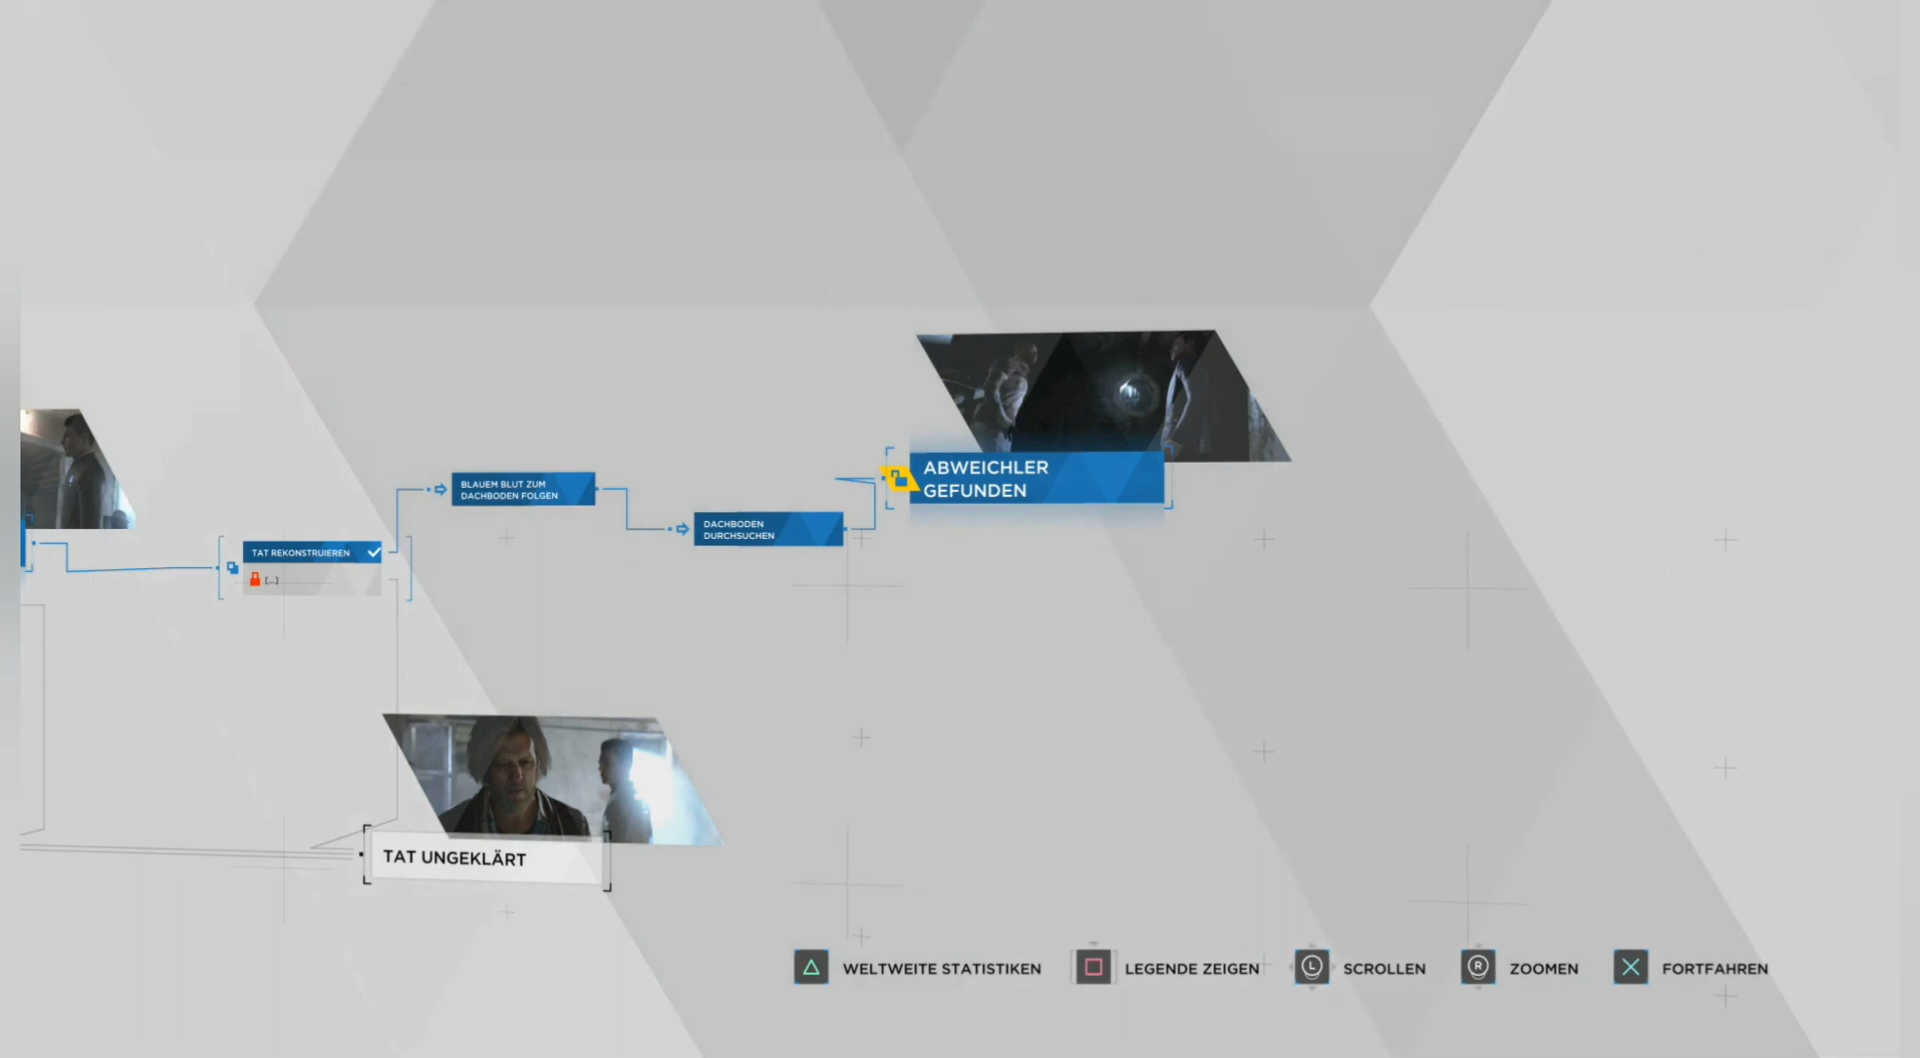 ABWEICHLER
GEFUNDEN
BLAUEM BLUT ZUM
DACHBODEN FOLGEN
DACHBODEN
DURCHSUCHEN
TAT REKONSTRUIEREN
[...]
TAT UNGEKLÄRT
WELTWEITE STATISTIKEN
LEGENDE ZEIGEN
L
SCROLLEN
R
ZOOMEN
FORTFAHREN